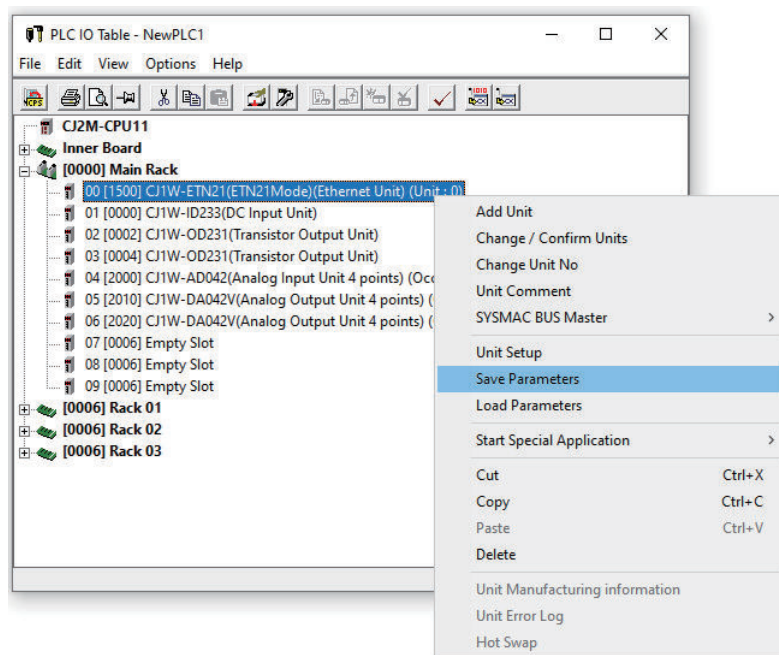 PLC IO Table - NewPLC1
File Edit View Options Help
CJ2M-CPU11
Inner Board
[0000] Main Rack
00 [1500] CJ1W-ETN21(ETN21Mode)(Ethernet Unit) (Unit : 0)
01 [0000] CJ1W-ID233(DC Input Unit)
02 [0002] CJ1W-OD231(Transistor Output Unit)
03 [0004] CJ1W-OD231(Transistor Output Unit)
04 [2000] CJ1W-AD042(Analog Input Unit 4 points) (Occ
05 [2010] CJ1W-DA042V(Analog Output Unit 4 points) (
06 [2020] CJ1W-DA042V(Analog Output Unit 4 points) (
07 [0006] Empty Slot
08 [0006] Empty Slot
09 [0006] Empty Slot
[0006] Rack 01
[0006] Rack 02
[0006] Rack 03
Add Unit
Change / Confirm Units
Change Unit No
Unit Comment
SYSMAC BUS Master
Unit Setup
Save Parameters
Load Parameters
Start Special Application
Cut Ctrl+X
Copy Ctrl+C
Paste Ctrl+V
Delete
Unit Manufacturing information
Unit Error Log
Hot Swap